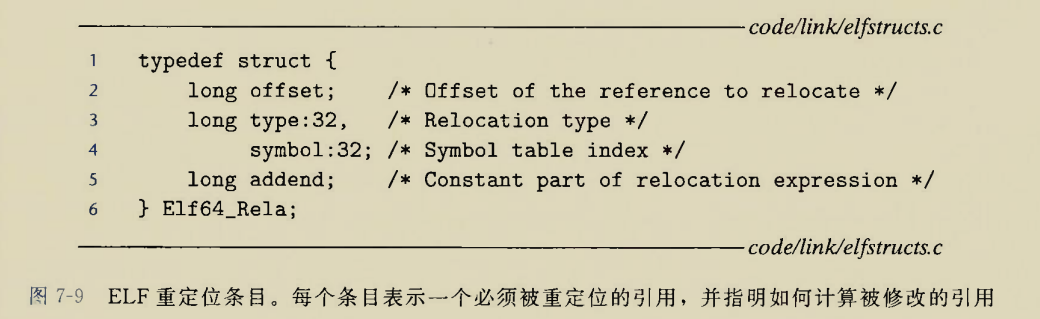 code/link/elfstructs.c
1 typedef struct {
2     long offset;    /* Offset of the reference to relocate */
3     long type:32,   /* Relocation type */
4          symbol:32; /* Symbol table index */
5     long addend;    /* Constant part of relocation expression */
6 } Elf64_Rela;
code/link/elfstructs.c
图 7-9 ELF 重定位条目。每个条目表示一个必须被重定位的引用，并指明如何计算被修改的引用